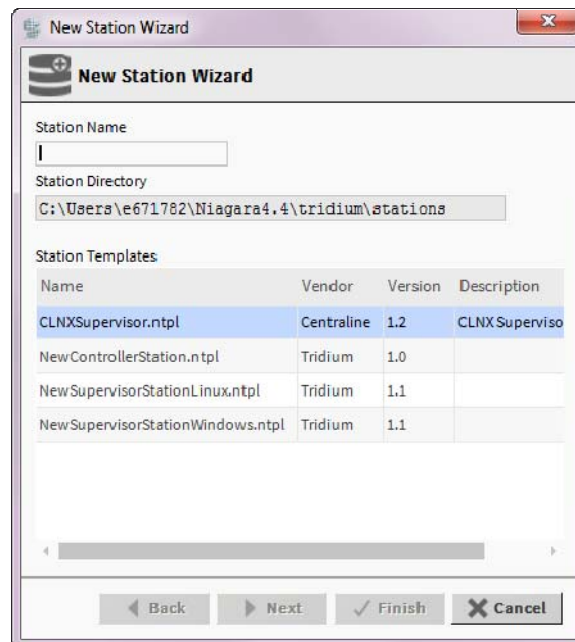 New Station Wizard
New Station Wizard
Station Name
Station Directory
C:\Users\e671782\Niagara4.4\tridium\stations
Station Templates
Name Vendor Version Description
CLNXSupervisor.ntpl Centraline 1.2 CLNX Superviso
NewControllerStation.ntpl Tridium 1.0
NewSupervisorStationLinux.ntpl Tridium 1.1
NewSupervisorStationWindows.ntpl Tridium 1.1
Back Next Finish Cancel